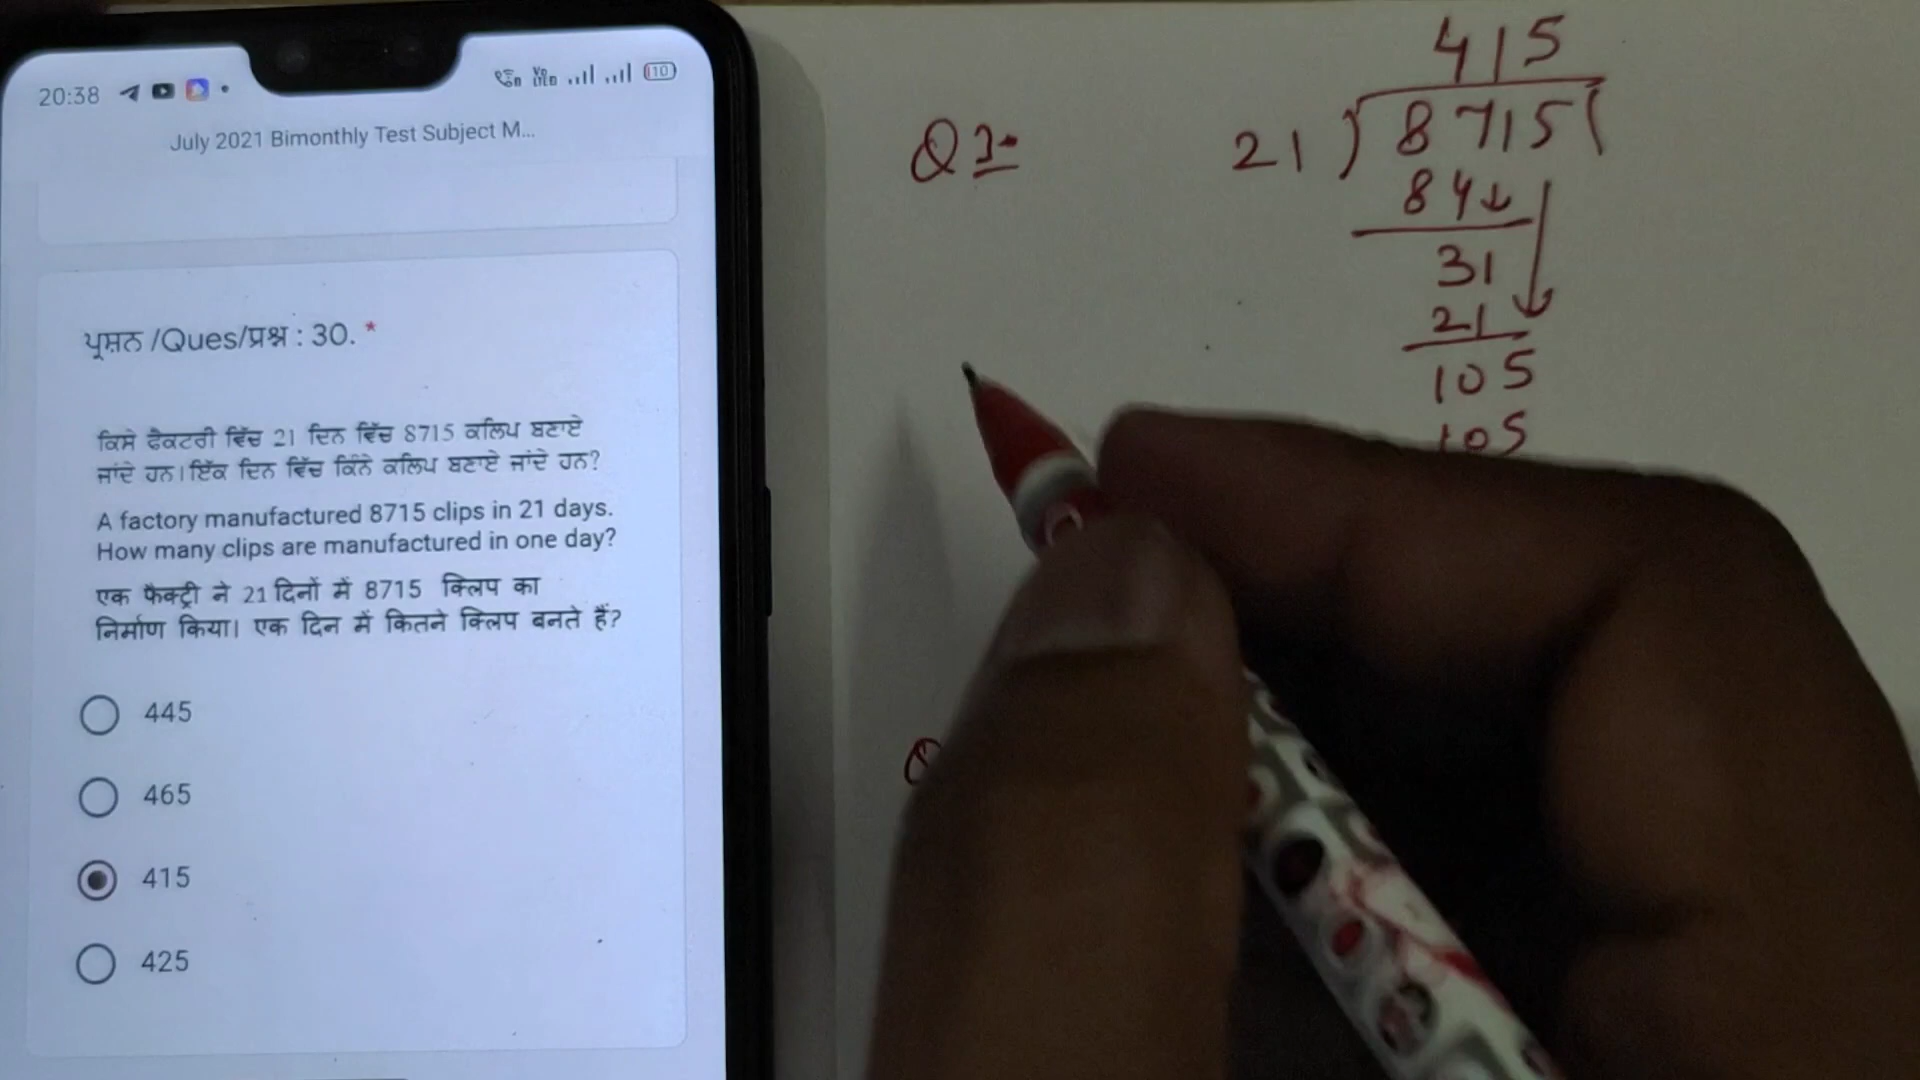 20:38
July 2021 Bimonthly Test Subject M...
ਪ੍ਰਸ਼ਨ /Ques/प्रश्न : 30. *
ਕਿਸੇ ਫੈਕਟਰੀ ਵਿੱਚ 21 ਦਿਨ ਵਿੱਚ 8715 ਕਲਿਪ ਬਣਾਏ
ਜਾਂਦੇ ਹਨ। ਇੱਕ ਦਿਨ ਵਿੱਚ ਕਿੰਨੇ ਕਲਿਪ ਬਣਾਏ ਜਾਂਦੇ ਹਨ?
A factory manufactured 8715 clips in 21 days.
How many clips are manufactured in one day?
एक फैक्ट्री ने 21 दिनों में 8715 क्लिप का
निर्माण किया। एक दिन में कितने क्लिप बनते हैं?
445
465
415
425
415
21 ) 8715 (
84
31
21
105
105